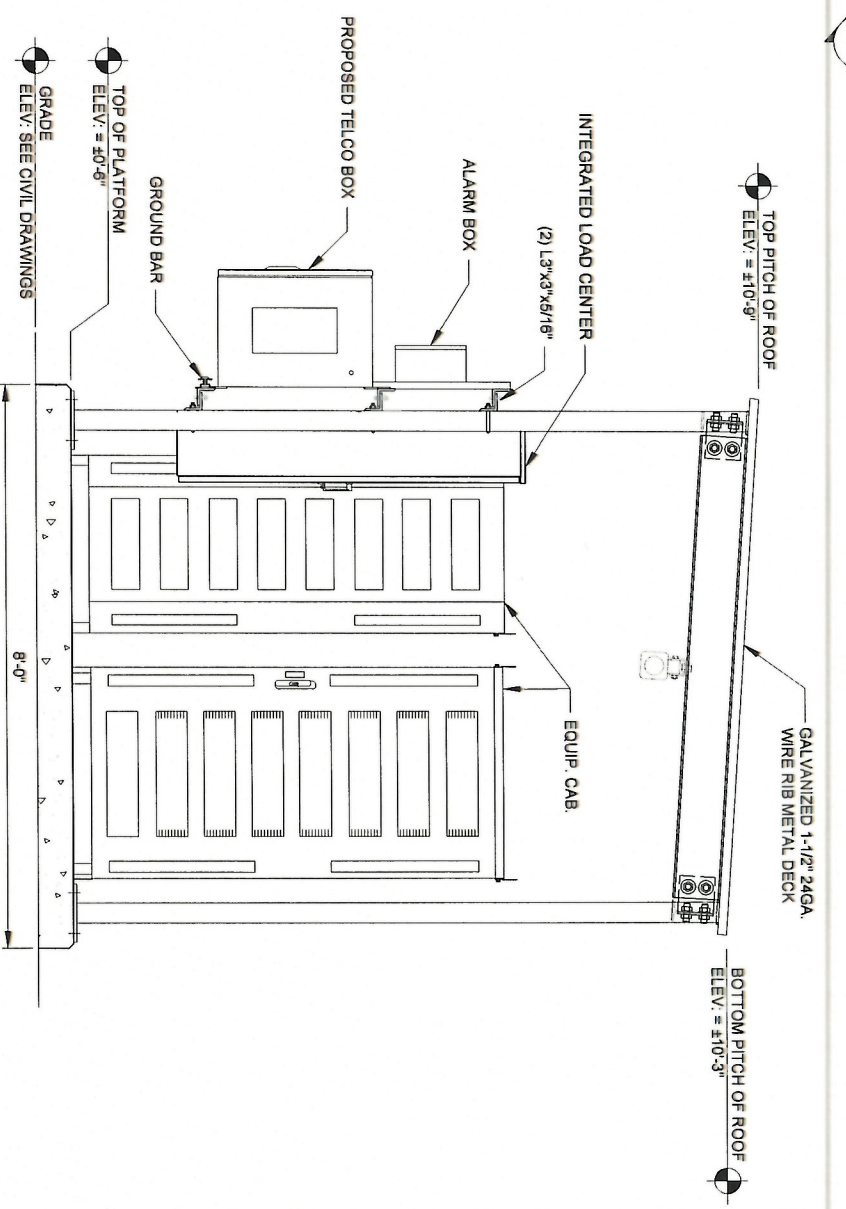 TOP PITCH OF ROOF
ELEV: = ±10'-9"
GALVANIZED 1-1/2" 24GA.
WIRE RIB METAL DECK
BOTTOM PITCH OF ROOF
ELEV: = ±10'-3"
INTEGRATED LOAD CENTER
(2) L3"x3"x5/16"
ALARM BOX
EQUIP. CAB.
PROPOSED TELCO BOX
GROUND BAR
TOP OF PLATFORM
ELEV: = ±0'-6"
GRADE
ELEV: SEE CIVIL DRAWINGS
8'-0"